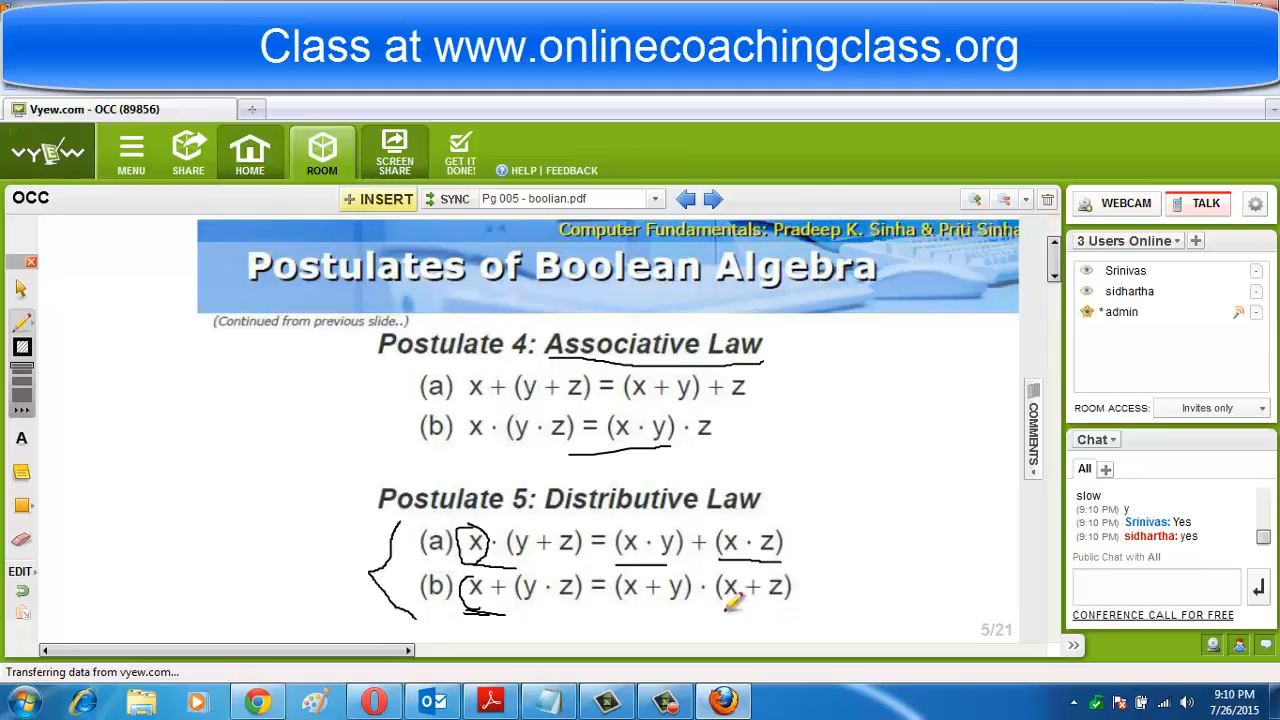 Class at www.onlinecoachingclass.org
Vyew.com - OCC (89856)
VYEW
MENU
SHARE
HOME
ROOM
SCREEN SHARE
GET IT DONE!
HELP | FEEDBACK
OCC
+ INSERT
SYNC
Pg 005 - boolian.pdf
WEBCAM
TALK
Computer Fundamentals: Pradeep K. Sinha & Priti Sinha
Postulates of Boolean Algebra
(Continued from previous slide..)
Postulate 4: Associative Law
(a) x + (y + z) = (x + y) + z
(b) x · (y · z) = (x · y) · z
Postulate 5: Distributive Law
(a) x · (y + z) = (x · y) + (x · z)
(b) x + (y · z) = (x + y) · (x + z)
5/21
A
EDIT
COMMENTS
3 Users Online
Srinivas
sidhartha
* admin
ROOM ACCESS: Invites only
Chat
All
slow
(9:10 PM) y
(9:10 PM) Srinivas: Yes
(9:10 PM) sidhartha: yes
Public Chat with All
CONFERENCE CALL FOR FREE
Transferring data from vyew.com...
9:10 PM
7/26/2015